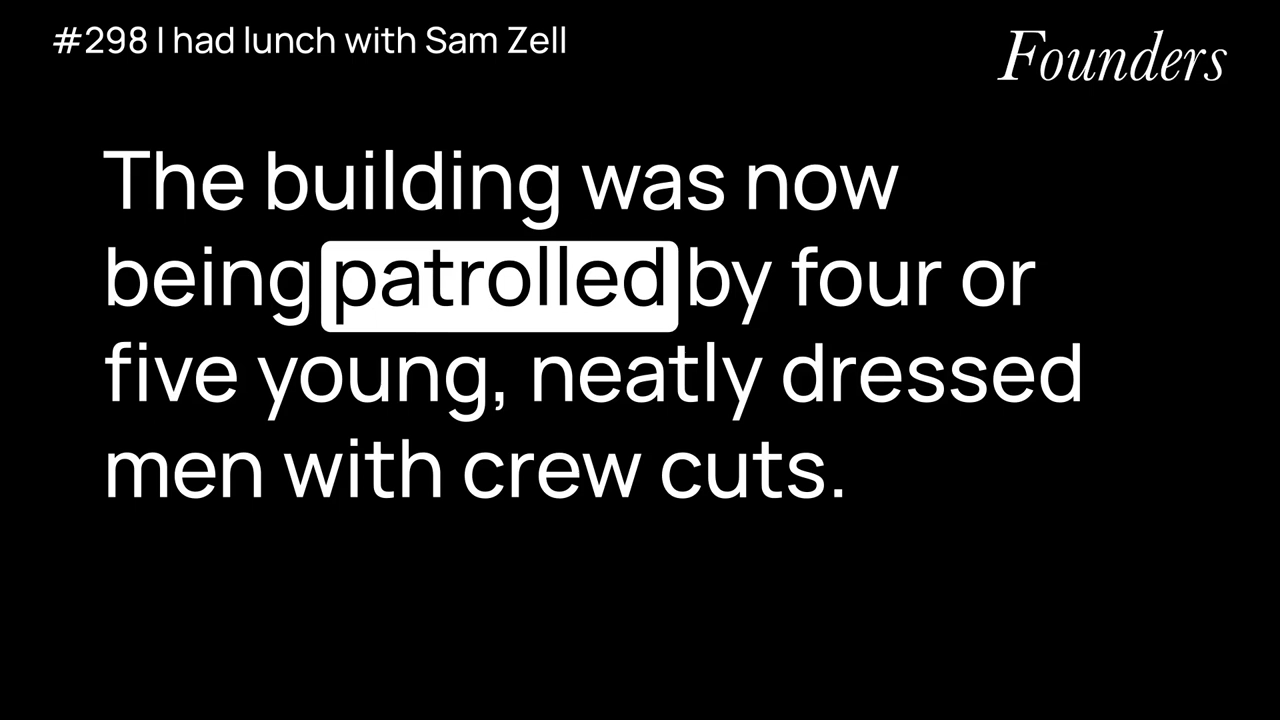 #298 I had lunch with Sam Zell
Founders
The building was now
being patrolled by four or
five young, neatly dressed
men with crew cuts.